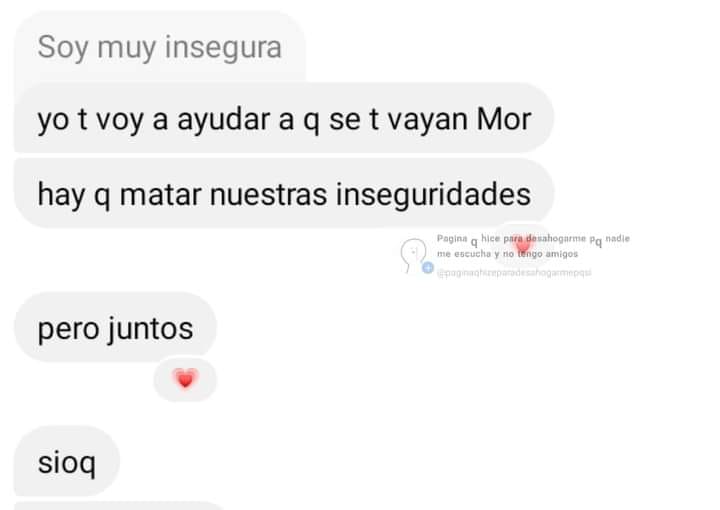 Soy muy insegura
yo t voy a ayudar a q se t vayan Mor
hay q matar nuestras inseguridades
Pagina q hice para desahogarme pq nadie
me escucha y no tengo amigos
@paginaqhizeparadesahogarmepqsi
pero juntos
sioq